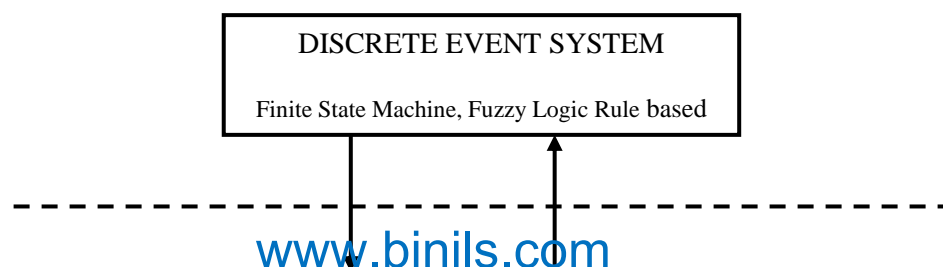 DISCRETE EVENT SYSTEM
Finite State Machine, Fuzzy Logic Rule based
www.binils.com